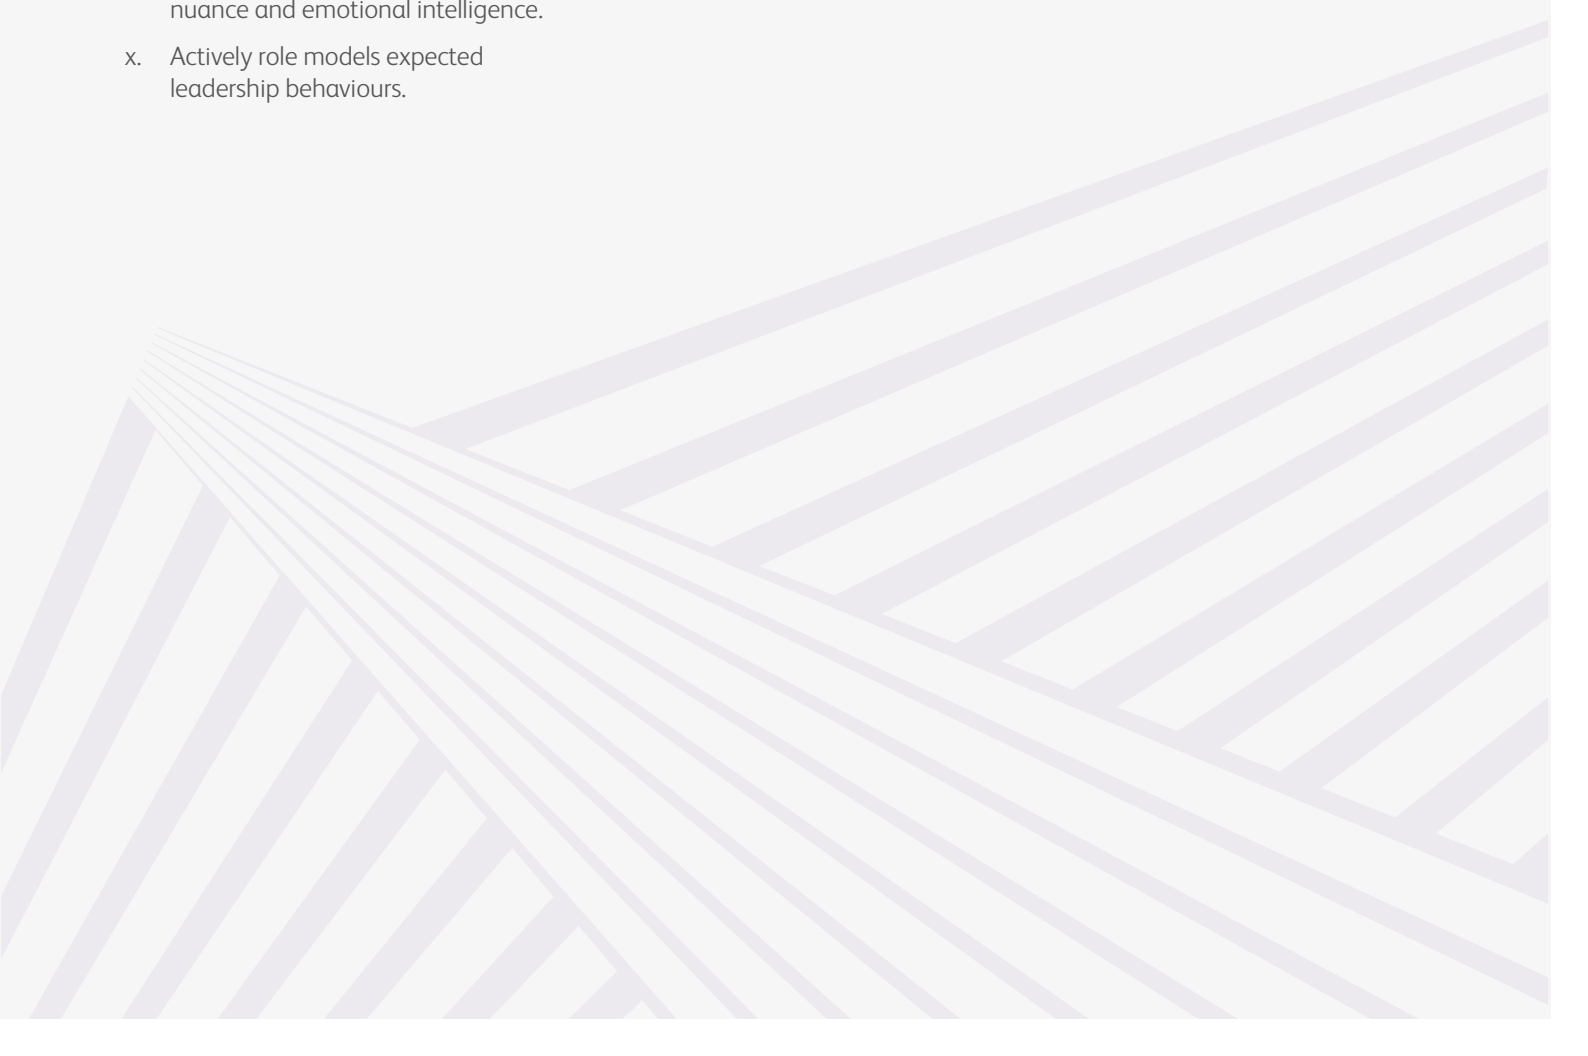 nuance and emotional intelligence.
x. Actively role models expected
leadership behaviours.